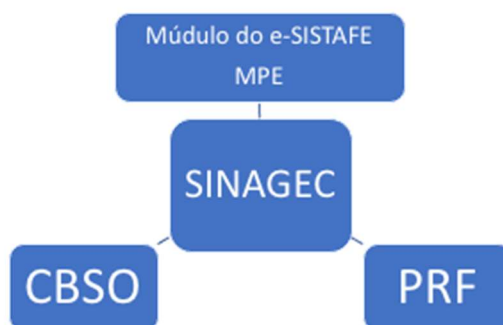 Múdulo do e-SISTAFE
MPE
SINAGEC
CBSO
PRF